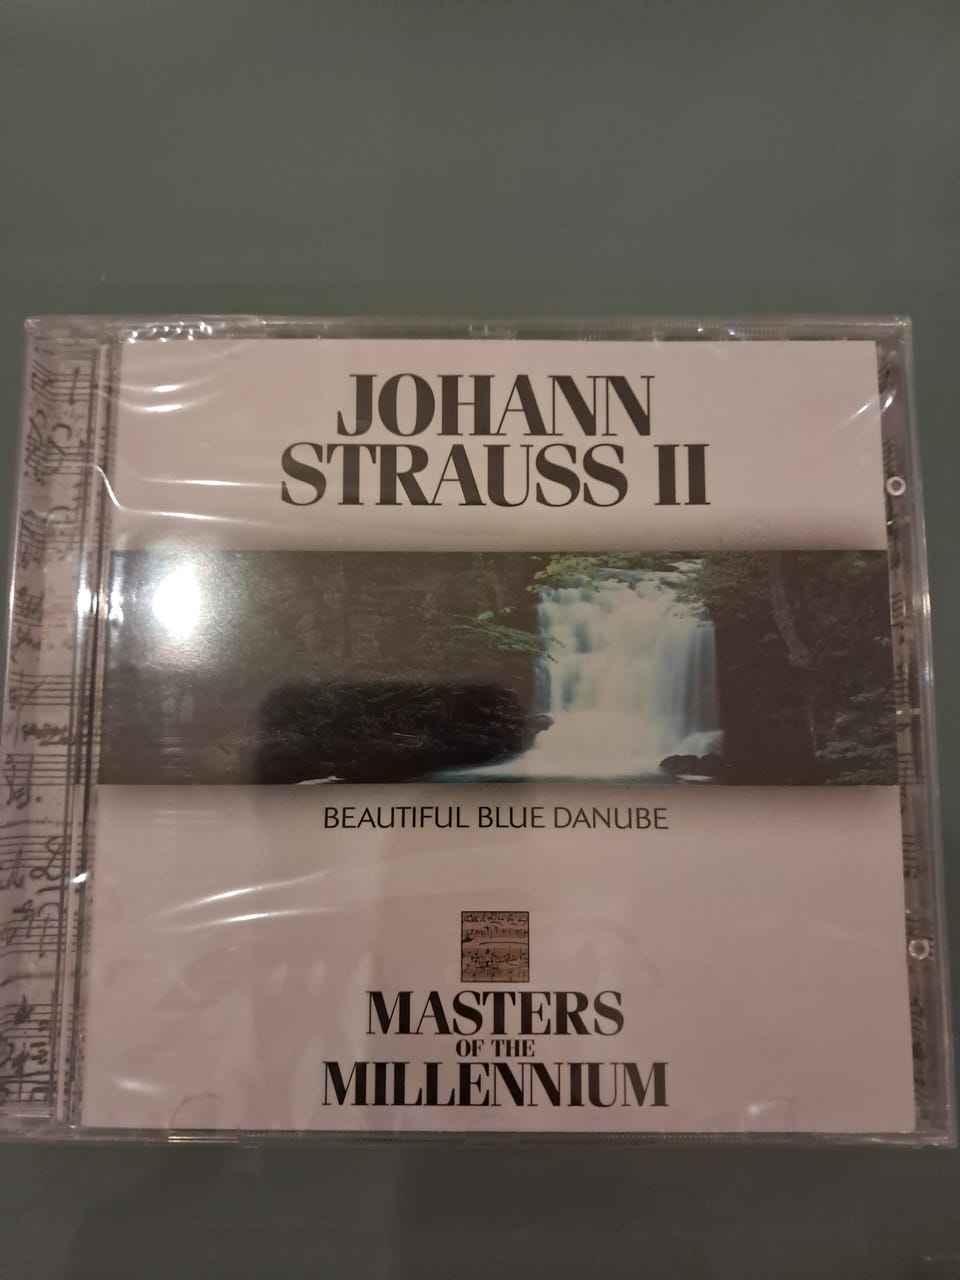 JOHANN
STRAUSS II
BEAUTIFUL BLUE DANUBE
MASTERS
OF THE
MILLENNIUM